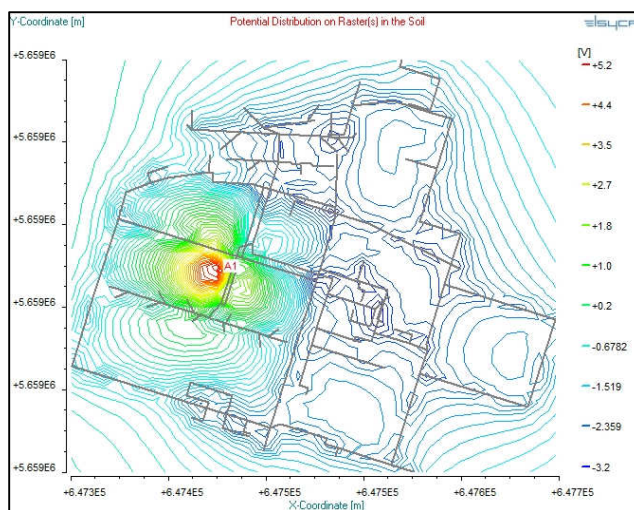 Y-Coordinate [m]
Potential Distribution on Raster(s) in the Soil
elsyca
[V]
+5.659E6
+5.659E6
+5.659E6
+5.659E6
+5.659E6
+5.659E6
+5.2
+4.4
+3.5
+2.7
+1.8
+1.0
+0.2
-0.6782
-1.519
-2.359
-3.2
A1
+6.473E5
+6.474E5
+6.475E5
+6.475E5
+6.476E5
+6.477E5
X-Coordinate [m]